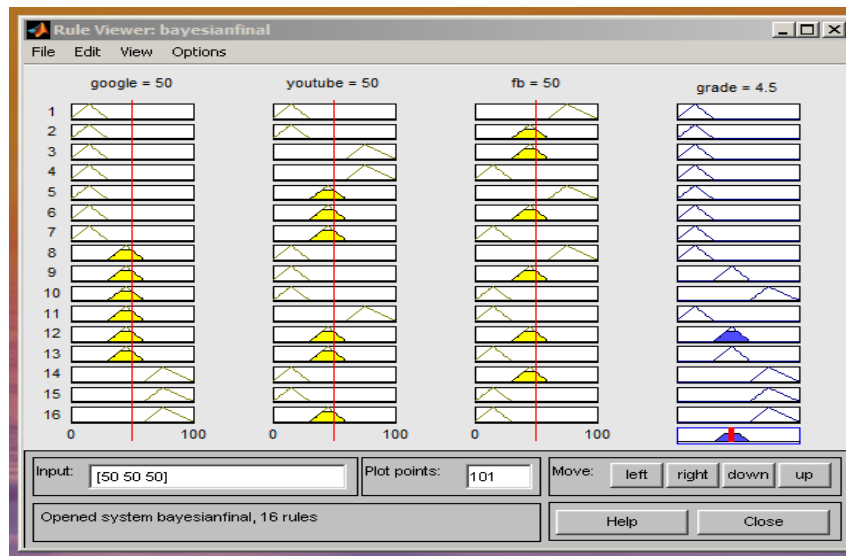 Rule Viewer: bayesianfinal
File Edit View Options
google = 50 youtube = 50 fb = 50 grade = 4.5
1
2
3
4
5
6
7
8
9
10
11
12
13
14
15
16
0 100 0 100 0 100
Input: [50 50 50] Plot points: 101 Move: left right down up
Opened system bayesianfinal, 16 rules Help Close